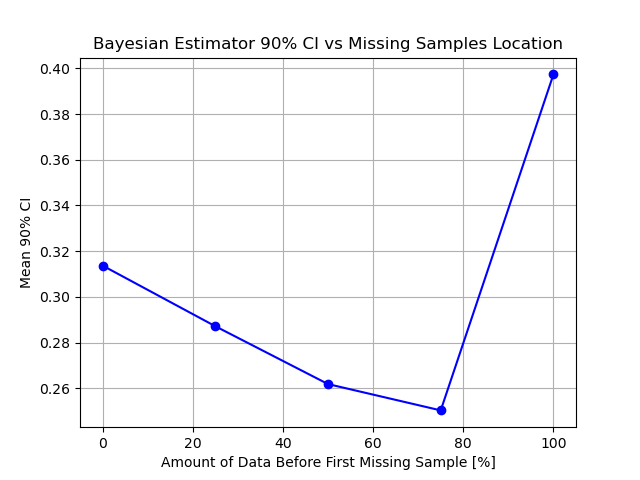 Bayesian Estimator 90% CI vs Missing Samples Location
0.40
0.38
0.36
0.34
0.32
0.30
0.28
0.26
Mean 90% CI
0 20 40 60 80 100
Amount of Data Before First Missing Sample [%]